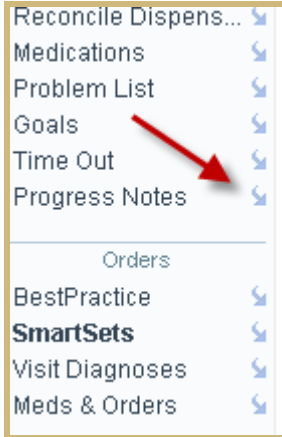 Reconcile Dispens...
Medications
Problem List
Goals
Time Out
Progress Notes
Orders
BestPractice
SmartSets
Visit Diagnoses
Meds & Orders